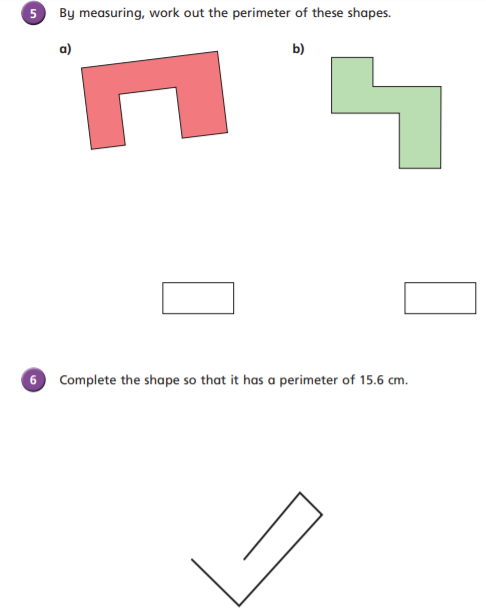 5 By measuring, work out the perimeter of these shapes.
a) b)
6 Complete the shape so that it has a perimeter of 15.6 cm.